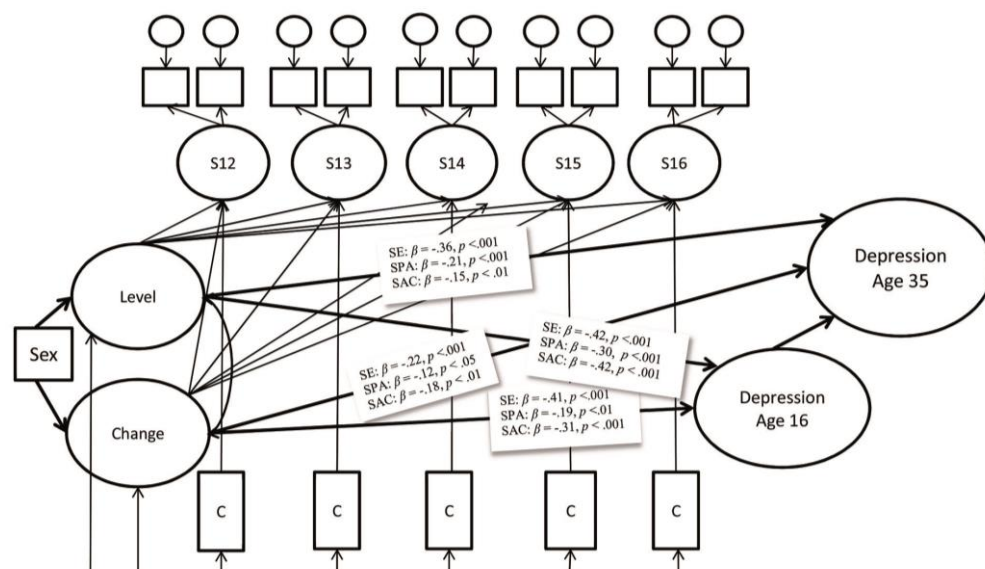 S12
S13
S14
S15
S16
SE: β = -.36, p <.001
SPA: β = -.21, p <.001
SAC: β = -.15, p < .01
Depression
Age 35
Level
Sex
SE: β = -.22, p <.001
SPA: β = -.12, p < .05
SAC: β = -.18, p < .01
SE: β = -.42, p <.001
SPA: β = -.30, p <.001
SAC: β = -.42, p < .001
SE: β = -.41, p <.001
SPA: β = -.19, p <.01
SAC: β = -.31, p < .001
Depression
Age 16
Change
C
C
C
C
C